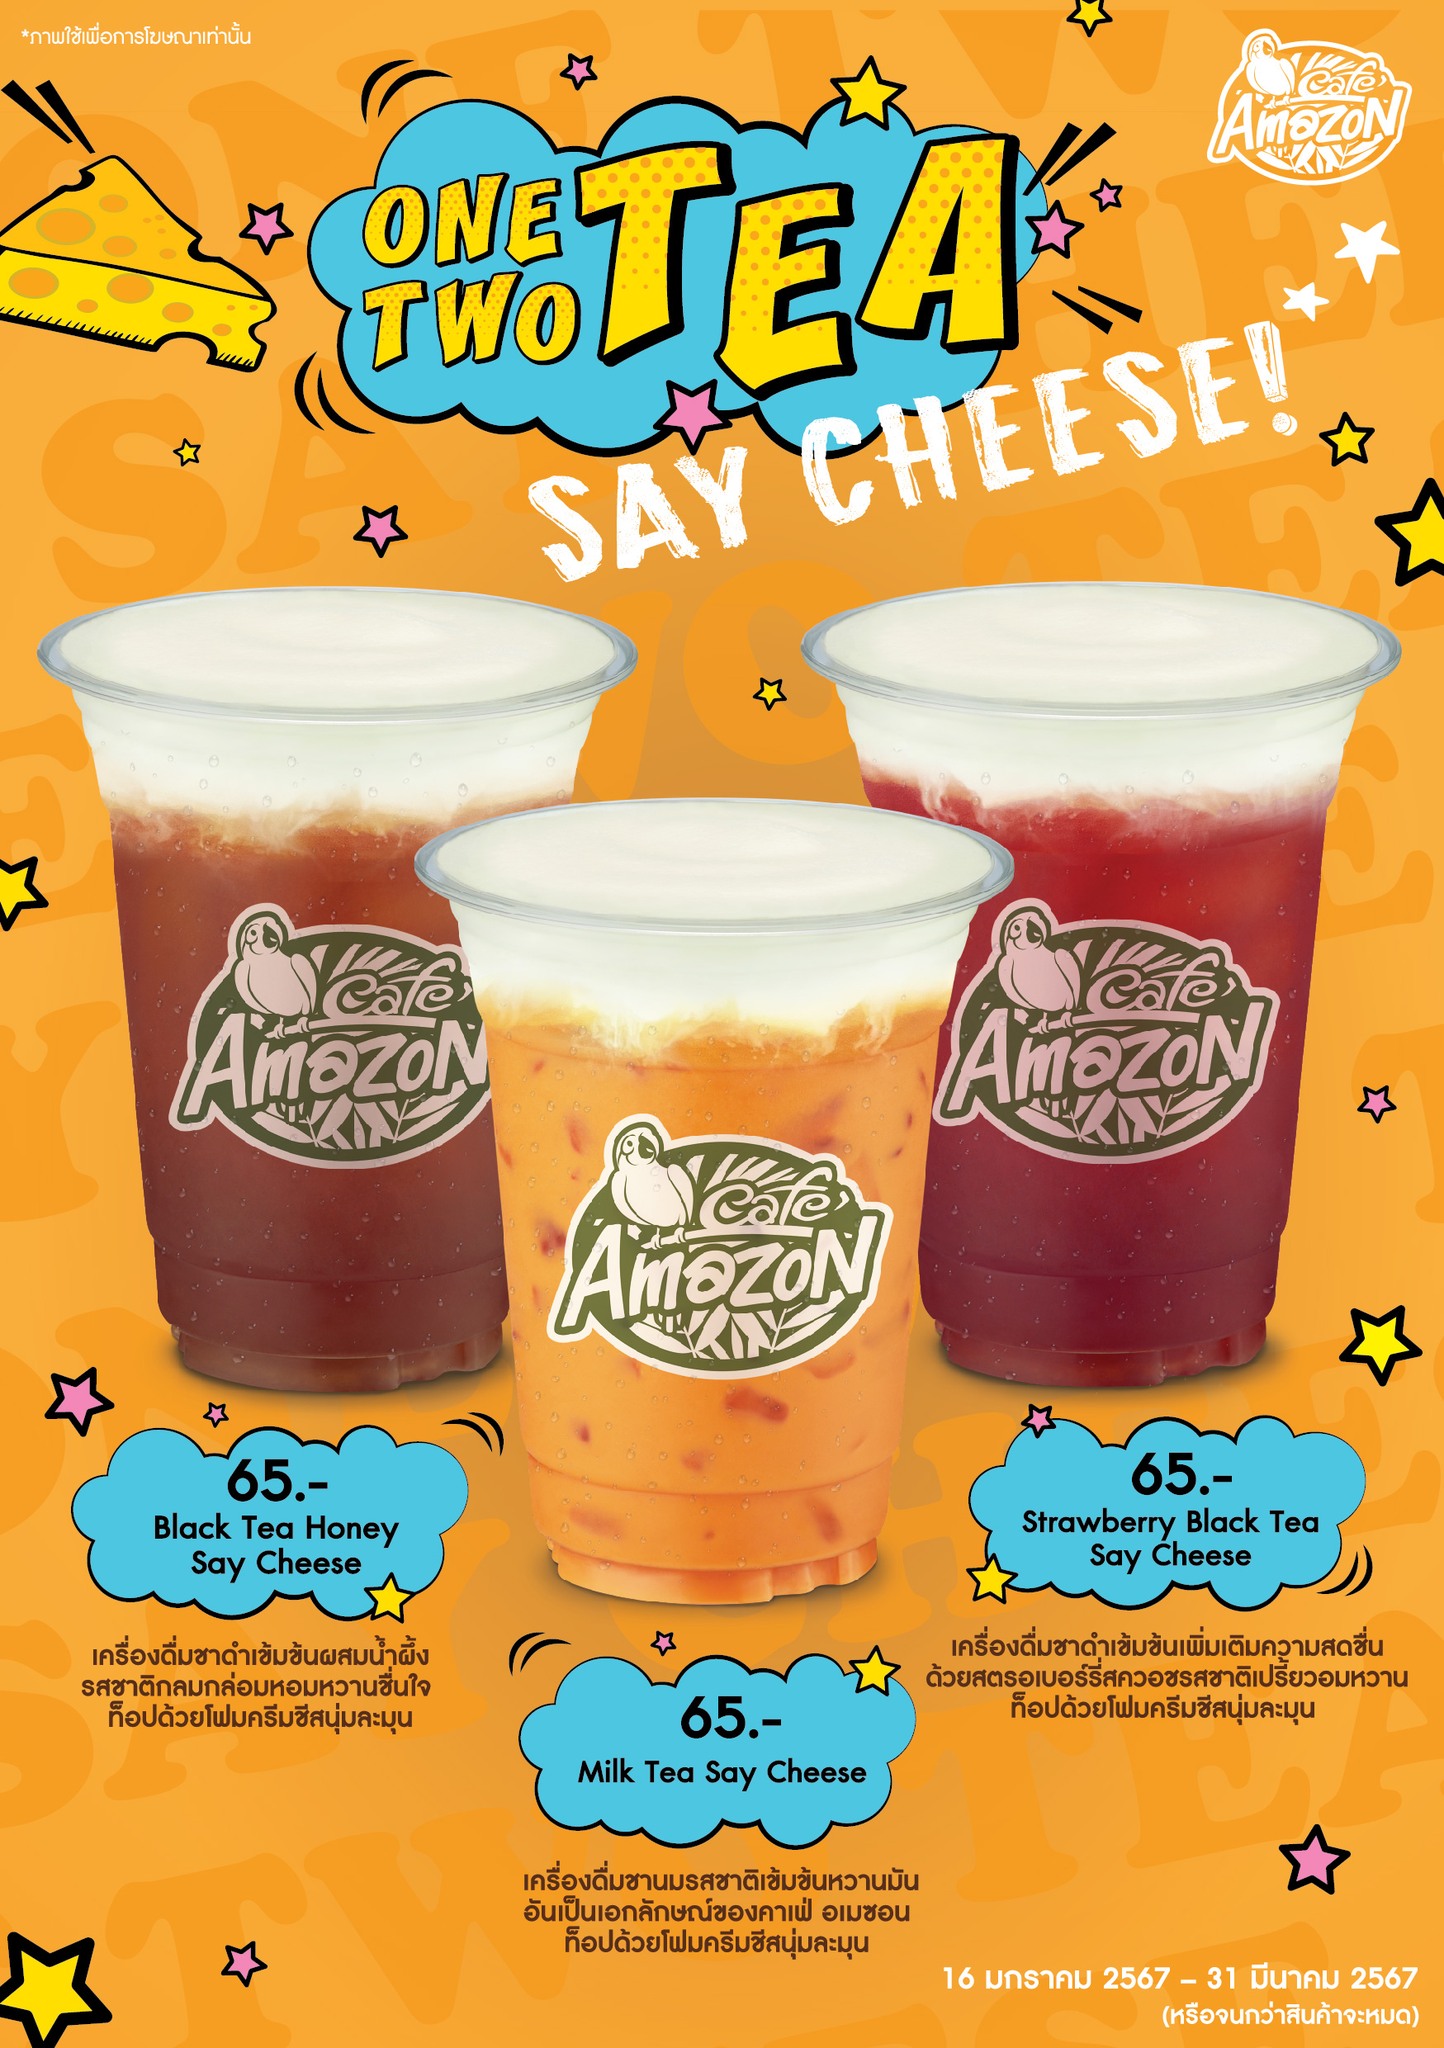 *ภาพใช้เพื่อการโฆษณาเท่านั้น
Café
Amazon
ONE
TWO
TEA
SAY CHEESE!
Café
Amazon
Café
Amazon
Café
Amazon
65.-
Black Tea Honey
Say Cheese
เครื่องดื่มชาดำเข้มข้นผสมน้ำผึ้ง
รสชาติกลมกล่อมหอมหวานชื่นใจ
ท็อปด้วยโฟมครีมชีสนุ่มละมุน
65.-
Milk Tea Say Cheese
เครื่องดื่มชานมรสชาติเข้มข้นหวานมัน
อันเป็นเอกลักษณ์ของคาเฟ่ อเมซอน
ท็อปด้วยโฟมครีมชีสนุ่มละมุน
65.-
Strawberry Black Tea
Say Cheese
เครื่องดื่มชาดำเข้มข้นเพิ่มเติมความสดชื่น
ด้วยสตรอเบอร์รี่สควอชรสชาติเปรี้ยวอมหวาน
ท็อปด้วยโฟมครีมชีสนุ่มละมุน
16 มกราคม 2567 – 31 มีนาคม 2567
(หรือจนกว่าสินค้าจะหมด)